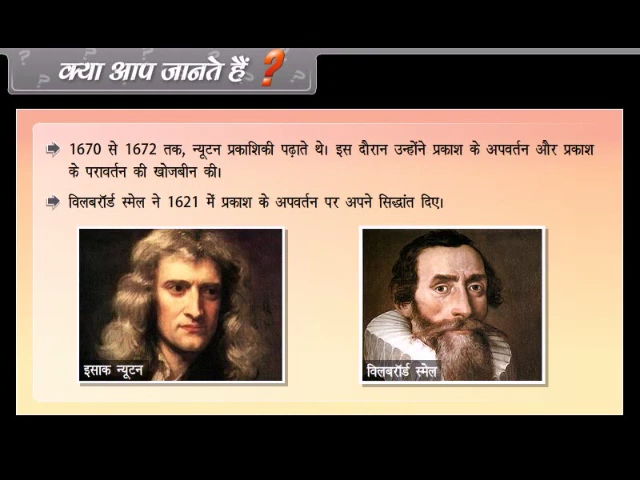 क्या आप जानते हैं ?
1670 से 1672 तक, न्यूटन प्रकाशिकी पढ़ाते थे। इस दौरान उन्होंने प्रकाश के अपवर्तन और प्रकाश
के परावर्तन की खोजबीन की।
विलबरॉर्ड स्मेल ने 1621 में प्रकाश के अपवर्तन पर अपने सिद्धांत दिए।
इसाक न्यूटन
विलबरॉर्ड स्मेल